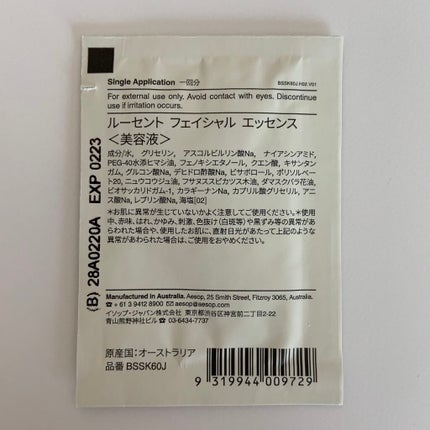 Single Application 一回分
BSSK60J.H02.V01
For external use only. Avoid contact with eyes. Discontinue
use if irritation occurs.
ルーセント フェイシャル エッセンス
＜美容液＞
成分/水、グリセリン、アスコルビルリン酸Na、ナイアシンアミド、
PEG-40水添ヒマシ油、フェノキシエタノール、クエン酸、キサンタン
ガム、グルコン酸Na、デヒドロ酢酸Na、ビサボロール、ポリソルベ
ート20、ニュウコウジュ油、フサヌススピカツス木油、ダマスクバラ花油、
ビオサッカリドガム-1、カラギーナンNa、カプリル酸グリセリル、アニ
ス酸Na、レブリン酸Na、海塩[02]
*お肌に異常が生じていないかよく注意してご使用ください。*使用
中、赤味、はれ、かゆみ、刺激、色抜け(白斑等)や黒ずみ等の異常があ
らわれた場合や、使用したお肌に、直射日光があたって上記のような
異常があらわれた場合は、ご使用をおやめください。
Manufactured in Australia. Aesop, 25 Smith Street, Fitzroy 3065, Australia.
☎ + 61 3 9412 8900 ✉ aesop@aesop.com
イソップ・ジャパン株式会社 東京都渋谷区神宮前二丁目2-22
青山熊野神社ビル ☎ 03-6434-7737
原産国:オーストラリア
品番 BSSK60J
9 319944 009729
(B) 28A0220A EXP 0223